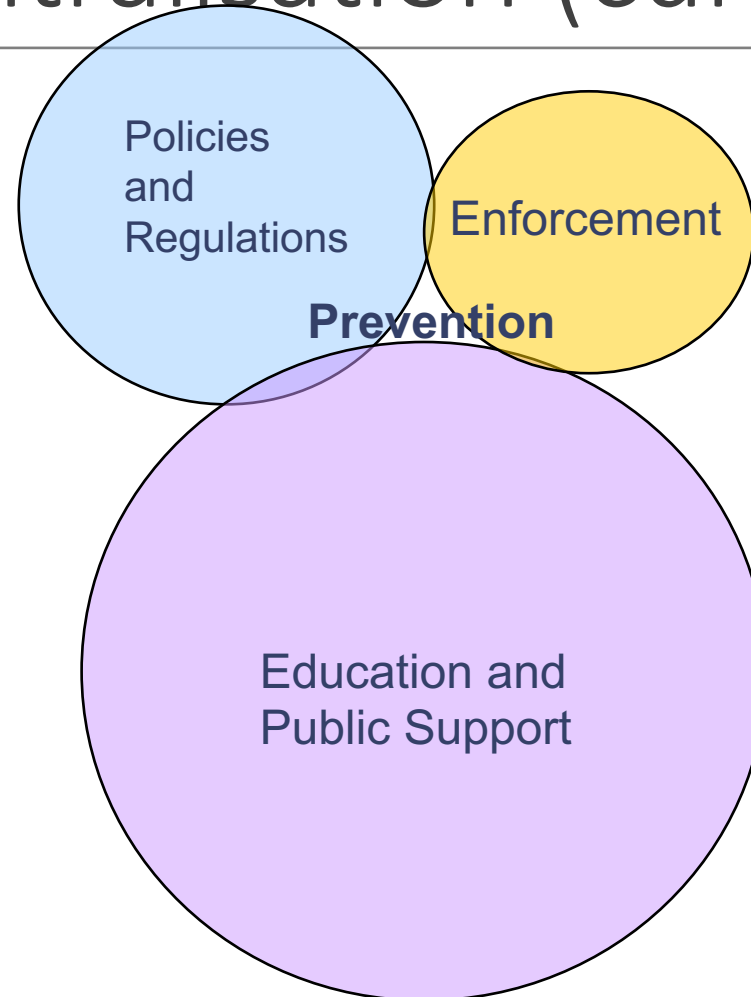 Policies
and
Regulations
Enforcement
Prevention
Education and
Public Support